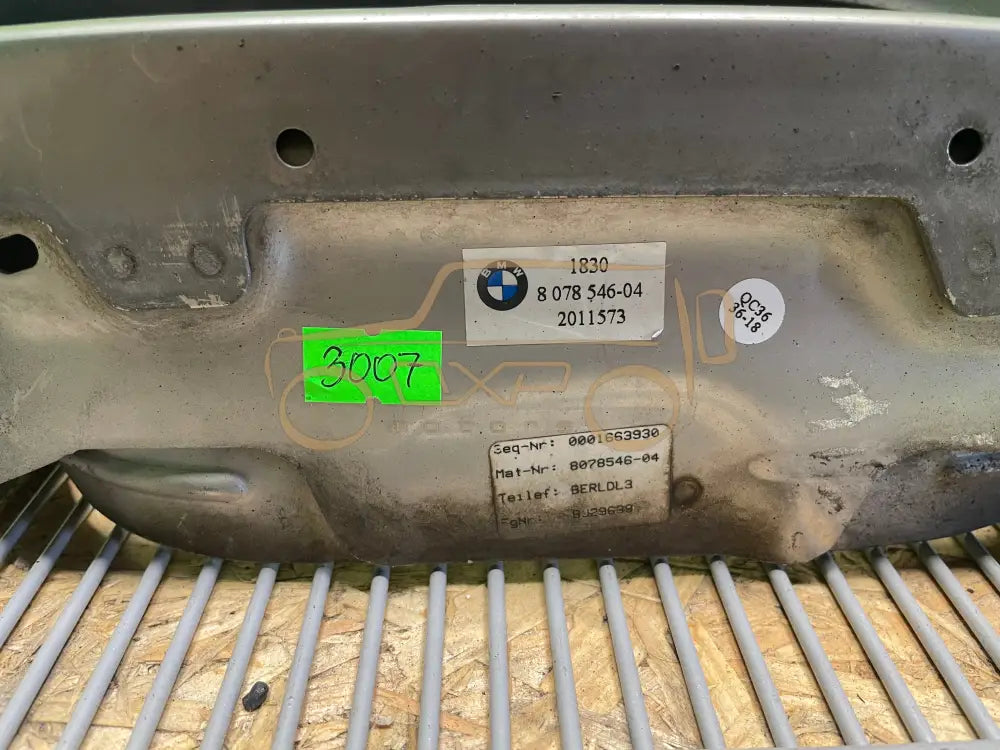 BMW
1830
8 078 546-04
2011573
QC36
36-18
3007
Seq-Nr: 0001663930
Mat-Nr: 8078546-04
Teilef: BERLDL3
FgNr: